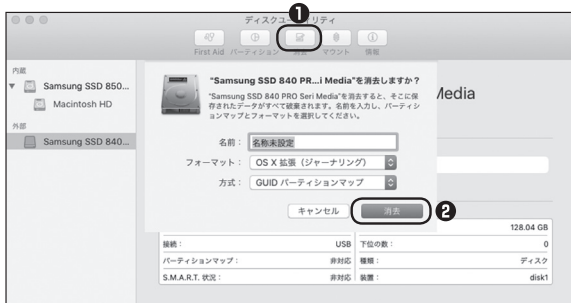 ❶
ディスクユーティリティ
First Aid パーティション 消去 マウント 情報
内蔵
Samsung SSD 850...
Macintosh HD
外部
Samsung SSD 840...
"Samsung SSD 840 PR...i Media"を消去しますか？
"Samsung SSD 840 PRO Seri Media"を消去すると、そこに保
存されたデータがすべて破棄されます。名前を入力し、パーティシ
ョンマップとフォーマットを選択してください。
Media
名前： 名称未設定
フォーマット： OS X 拡張（ジャーナリング）
方式： GUID パーティションマップ
キャンセル 消去 ❷
128.04 GB
接続： USB 下位の数： 0
パーティションマップ： 非対応 種類： ディスク
S.M.A.R.T. 状況： 非対応 装置： disk1